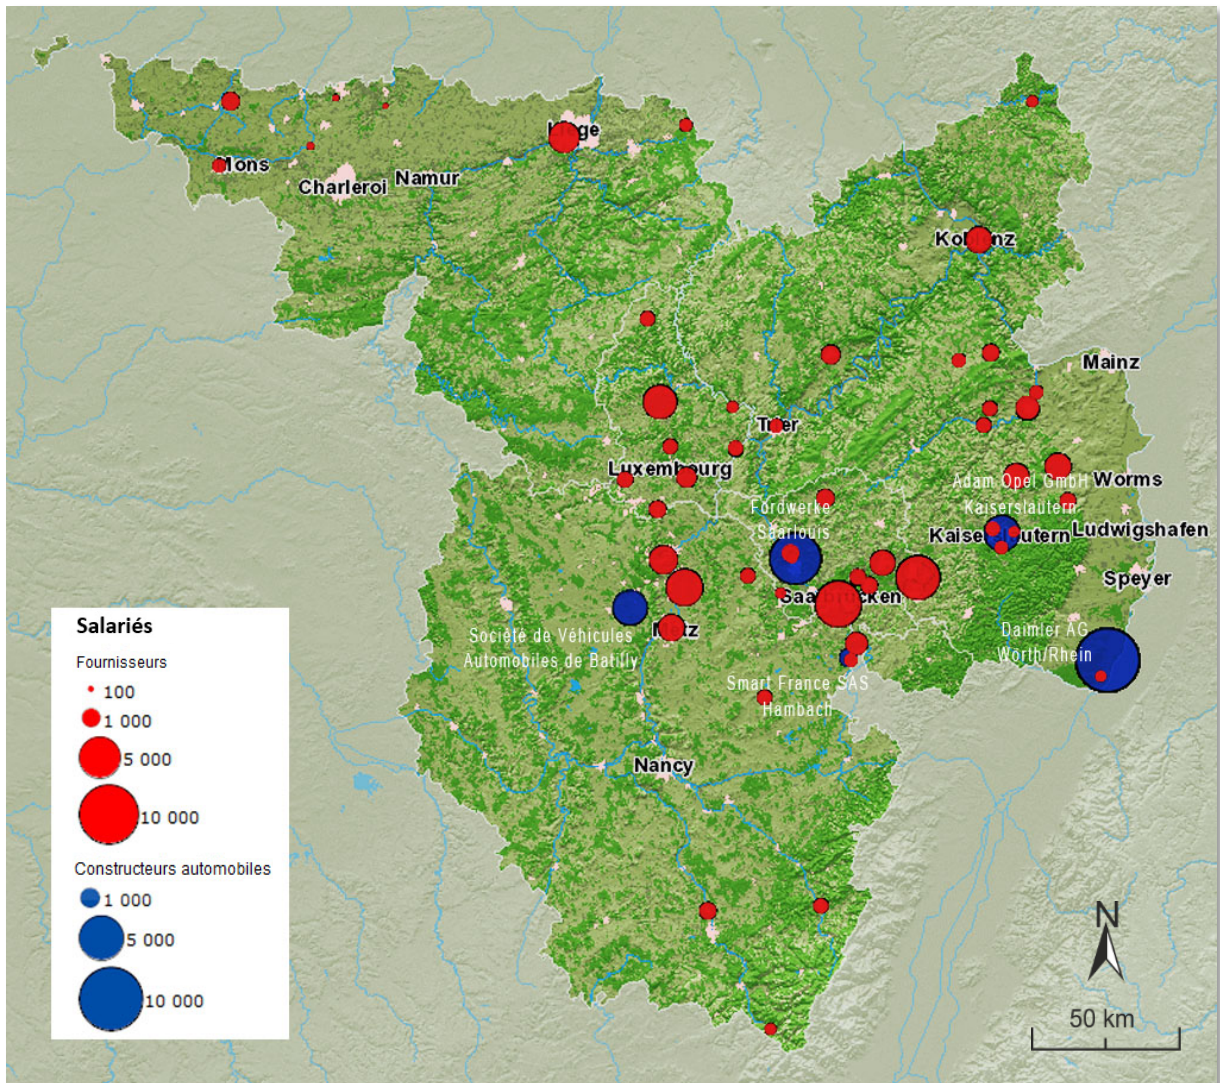 Liège
Mons
Charleroi
Namur
Koblenz
Mainz
Trier
Luxembourg
Worms
Adam Opel GmbH
Kaiserslautern
Fordwerke
Saarlouis
Kaiserslautern
Ludwigshafen
Speyer
Saarbrücken
Metz
Société de Véhicules
Automobiles de Batilly
Daimler AG
Wörth/Rhein
Smart France SAS
Hambach
Nancy
Salariés
Fournisseurs
100
1 000
5 000
10 000
Constructeurs automobiles
1 000
5 000
10 000
N
50 km